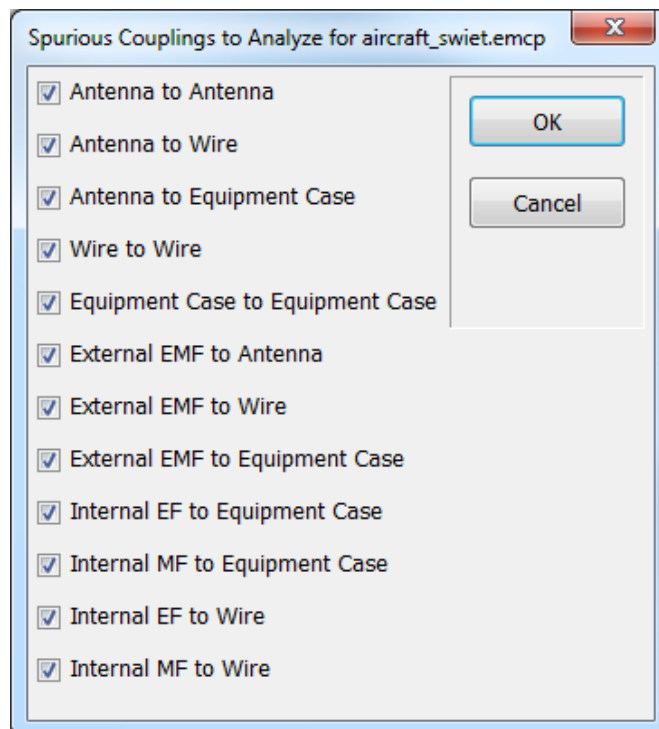 Spurious Couplings to Analyze for aircraft_swiet.emcp
Antenna to Antenna
Antenna to Wire
Antenna to Equipment Case
Wire to Wire
Equipment Case to Equipment Case
External EMF to Antenna
External EMF to Wire
External EMF to Equipment Case
Internal EF to Equipment Case
Internal MF to Equipment Case
Internal EF to Wire
Internal MF to Wire
OK
Cancel